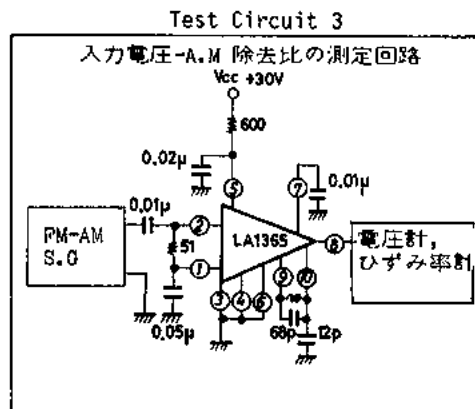 Test Circuit 3
入力電圧-A.M 除去比の測定回路
Vcc +30V
600
0.02μ
5
7
0.01μ
0.01μ
FM-AM
S.G
2
51
1
LA1365
8
電圧計,
ひずみ率計
3
4
6
9
10
0.05μ
68p
12p